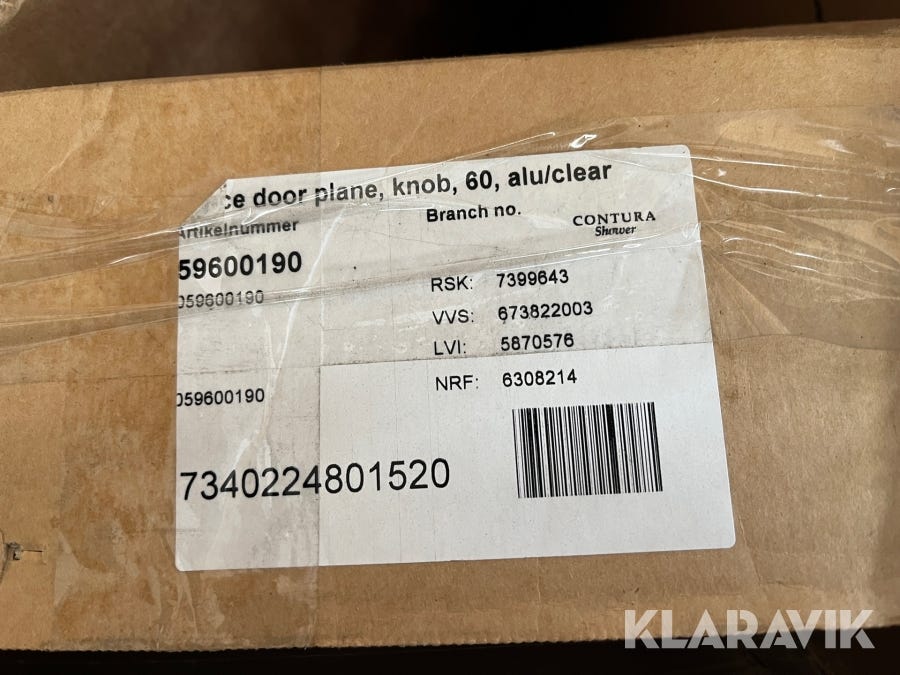 ce door plane, knob, 60, alu/clear
Artikelnummer
Branch no.
CONTURA
Shower
59600190
059600190
RSK: 7399643
VVS: 673822003
LVI: 5870576
059600190
NRF: 6308214
7340224801520
KLARAVIK